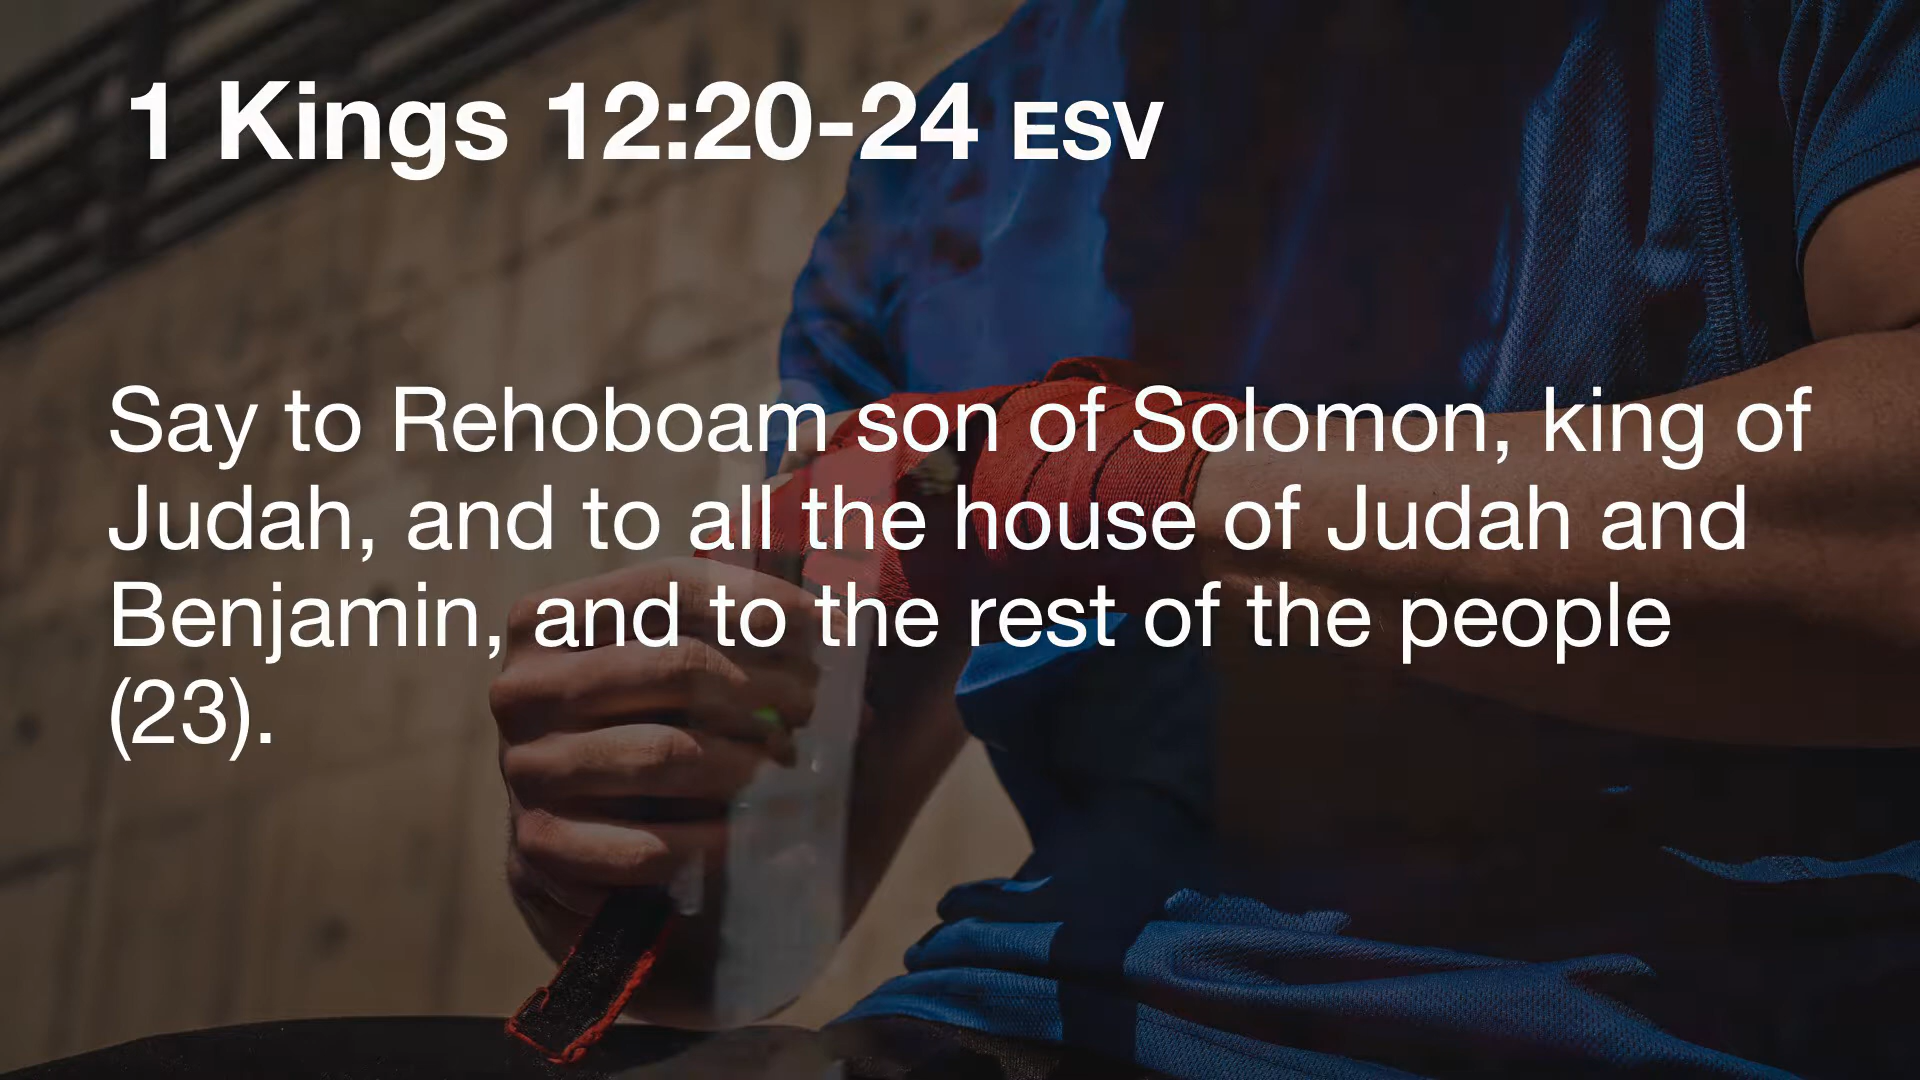 1 Kings 12:20-24 ESV
Say to Rehoboam son of Solomon, king of
Judah, and to all the house of Judah and
Benjamin, and to the rest of the people
(23).